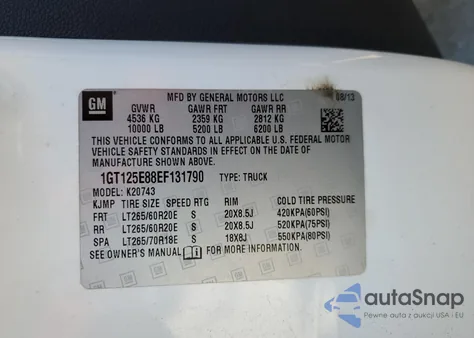 GM
MFD BY GENERAL MOTORS LLC 08/13
GVWR GAWR FRT GAWR RR
4536 KG 2359 KG 2812 KG
10000 LB 5200 LB 6200 LB
THIS VEHICLE CONFORMS TO ALL APPLICABLE U.S. FEDERAL MOTOR
VEHICLE SAFETY STANDARDS IN EFFECT ON THE DATE OF
MANUFACTURE SHOWN ABOVE.
1GT125E88EF131790 TYPE: TRUCK
MODEL: K20743
KJMP TIRE SIZE SPEED RTG RIM COLD TIRE PRESSURE
FRT LT265/60R20E S 20X8.5J 420KPA(60PSI)
RR LT265/60R20E S 20X8.5J 520KPA(75PSI)
SPA LT265/70R18E S 18X8J 550KPA(80PSI)
SEE OWNER'S MANUAL FOR ADDITIONAL INFORMATION.
autoSnap
Pewne auta z aukcji USA i EU